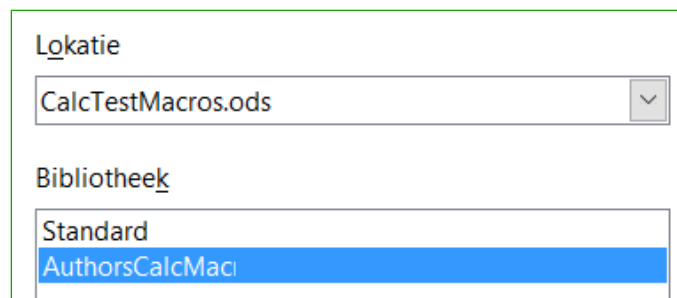 Lokatie
CalcTestMacros.ods
Bibliotheek
Standard
AuthorsCalcMac